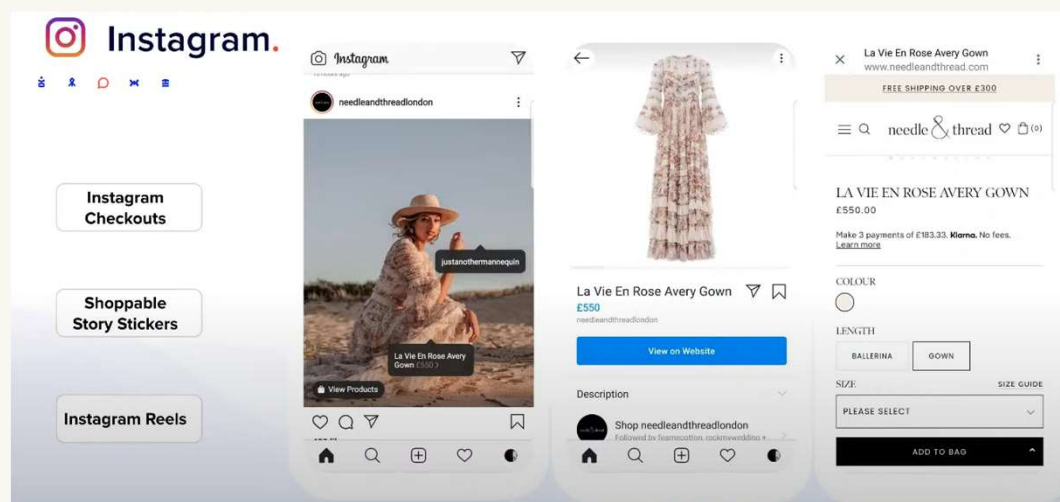 Instagram.
Instagram
Checkouts
Shoppable
Story Stickers
Instagram Reels
Instagram
needleandthreadlondon
justanothermannequin
La Vie En Rose Avery
Gown £550 >
View Products
La Vie En Rose Avery Gown
£550
needleandthreadlondon
View on Website
Description
Shop needleandthreadlondon
La Vie En Rose Avery Gown
www.needleandthread.com
FREE SHIPPING OVER £300
needle & thread (0)
LA VIE EN ROSE AVERY GOWN
£550.00
Make 3 payments of £183.33. Klarna. No fees.
Learn more
COLOUR
LENGTH
BALLERINA GOWN
SIZE SIZE GUIDE
PLEASE SELECT
ADD TO BAG